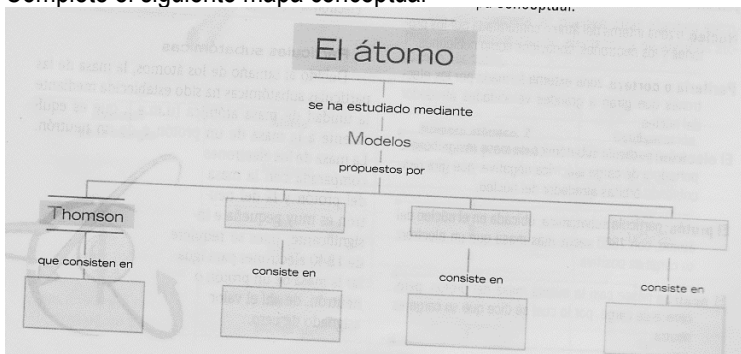 Complete el siguiente mapa conceptual
conceptual.
El átomo
se ha estudiado mediante
Modelos
propuestos por
Thomson
que consisten en
consiste en
consiste en
consiste en